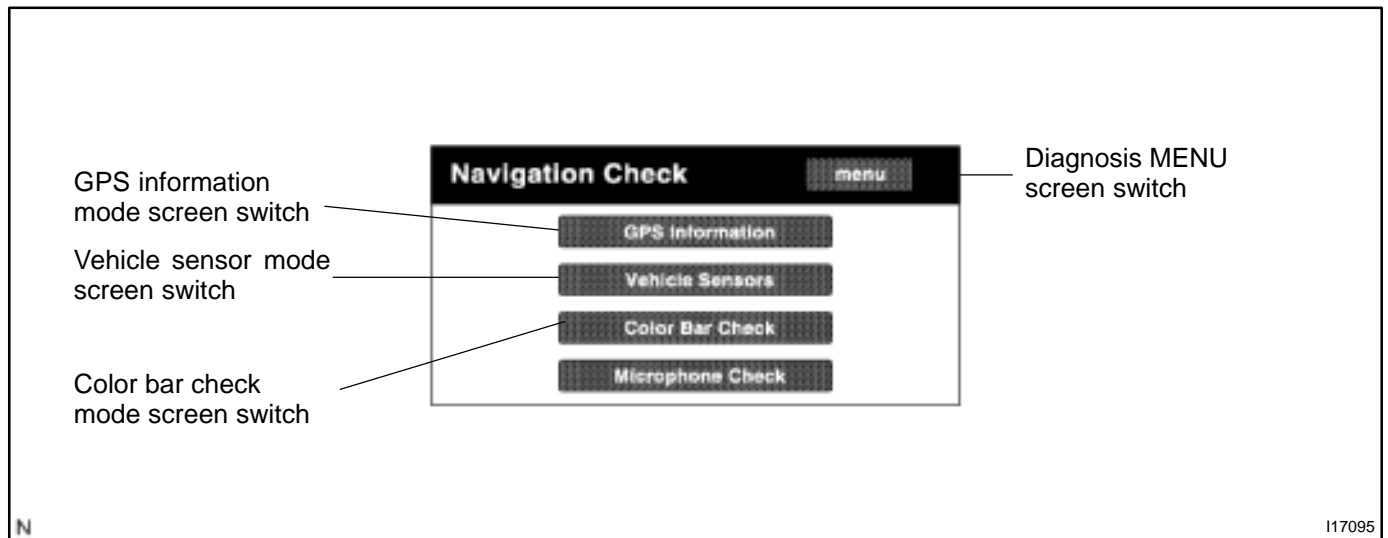 Navigation Check
menu
Diagnosis MENU
screen switch
GPS information
mode screen switch
GPS Information
Vehicle sensor mode
screen switch
Vehicle Sensors
Color Bar Check
Color bar check
mode screen switch
Microphone Check
N
I17095